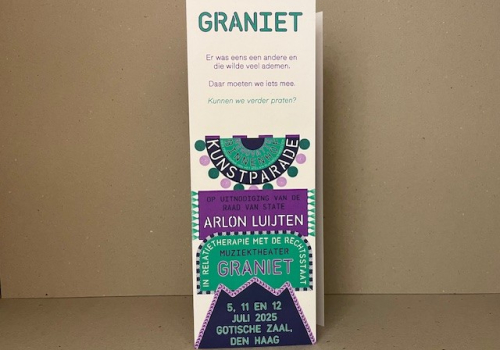 GRANIET
Er was eens een andere en
die wilde veel ademen.
Daar moeten we iets mee.
Kunnen we verder praten?
KUNSTPARADE
OP UITNODIGING VAN DE
RAAD VAN STATE
ARLON LUIJTEN
IN RELATIETHERAPIE MET DE RECHTSSTAAT
MUZIEKTHEATER
GRANIET
5, 11 EN 12
JULI 2025
GOTISCHE ZAAL,
DEN HAAG